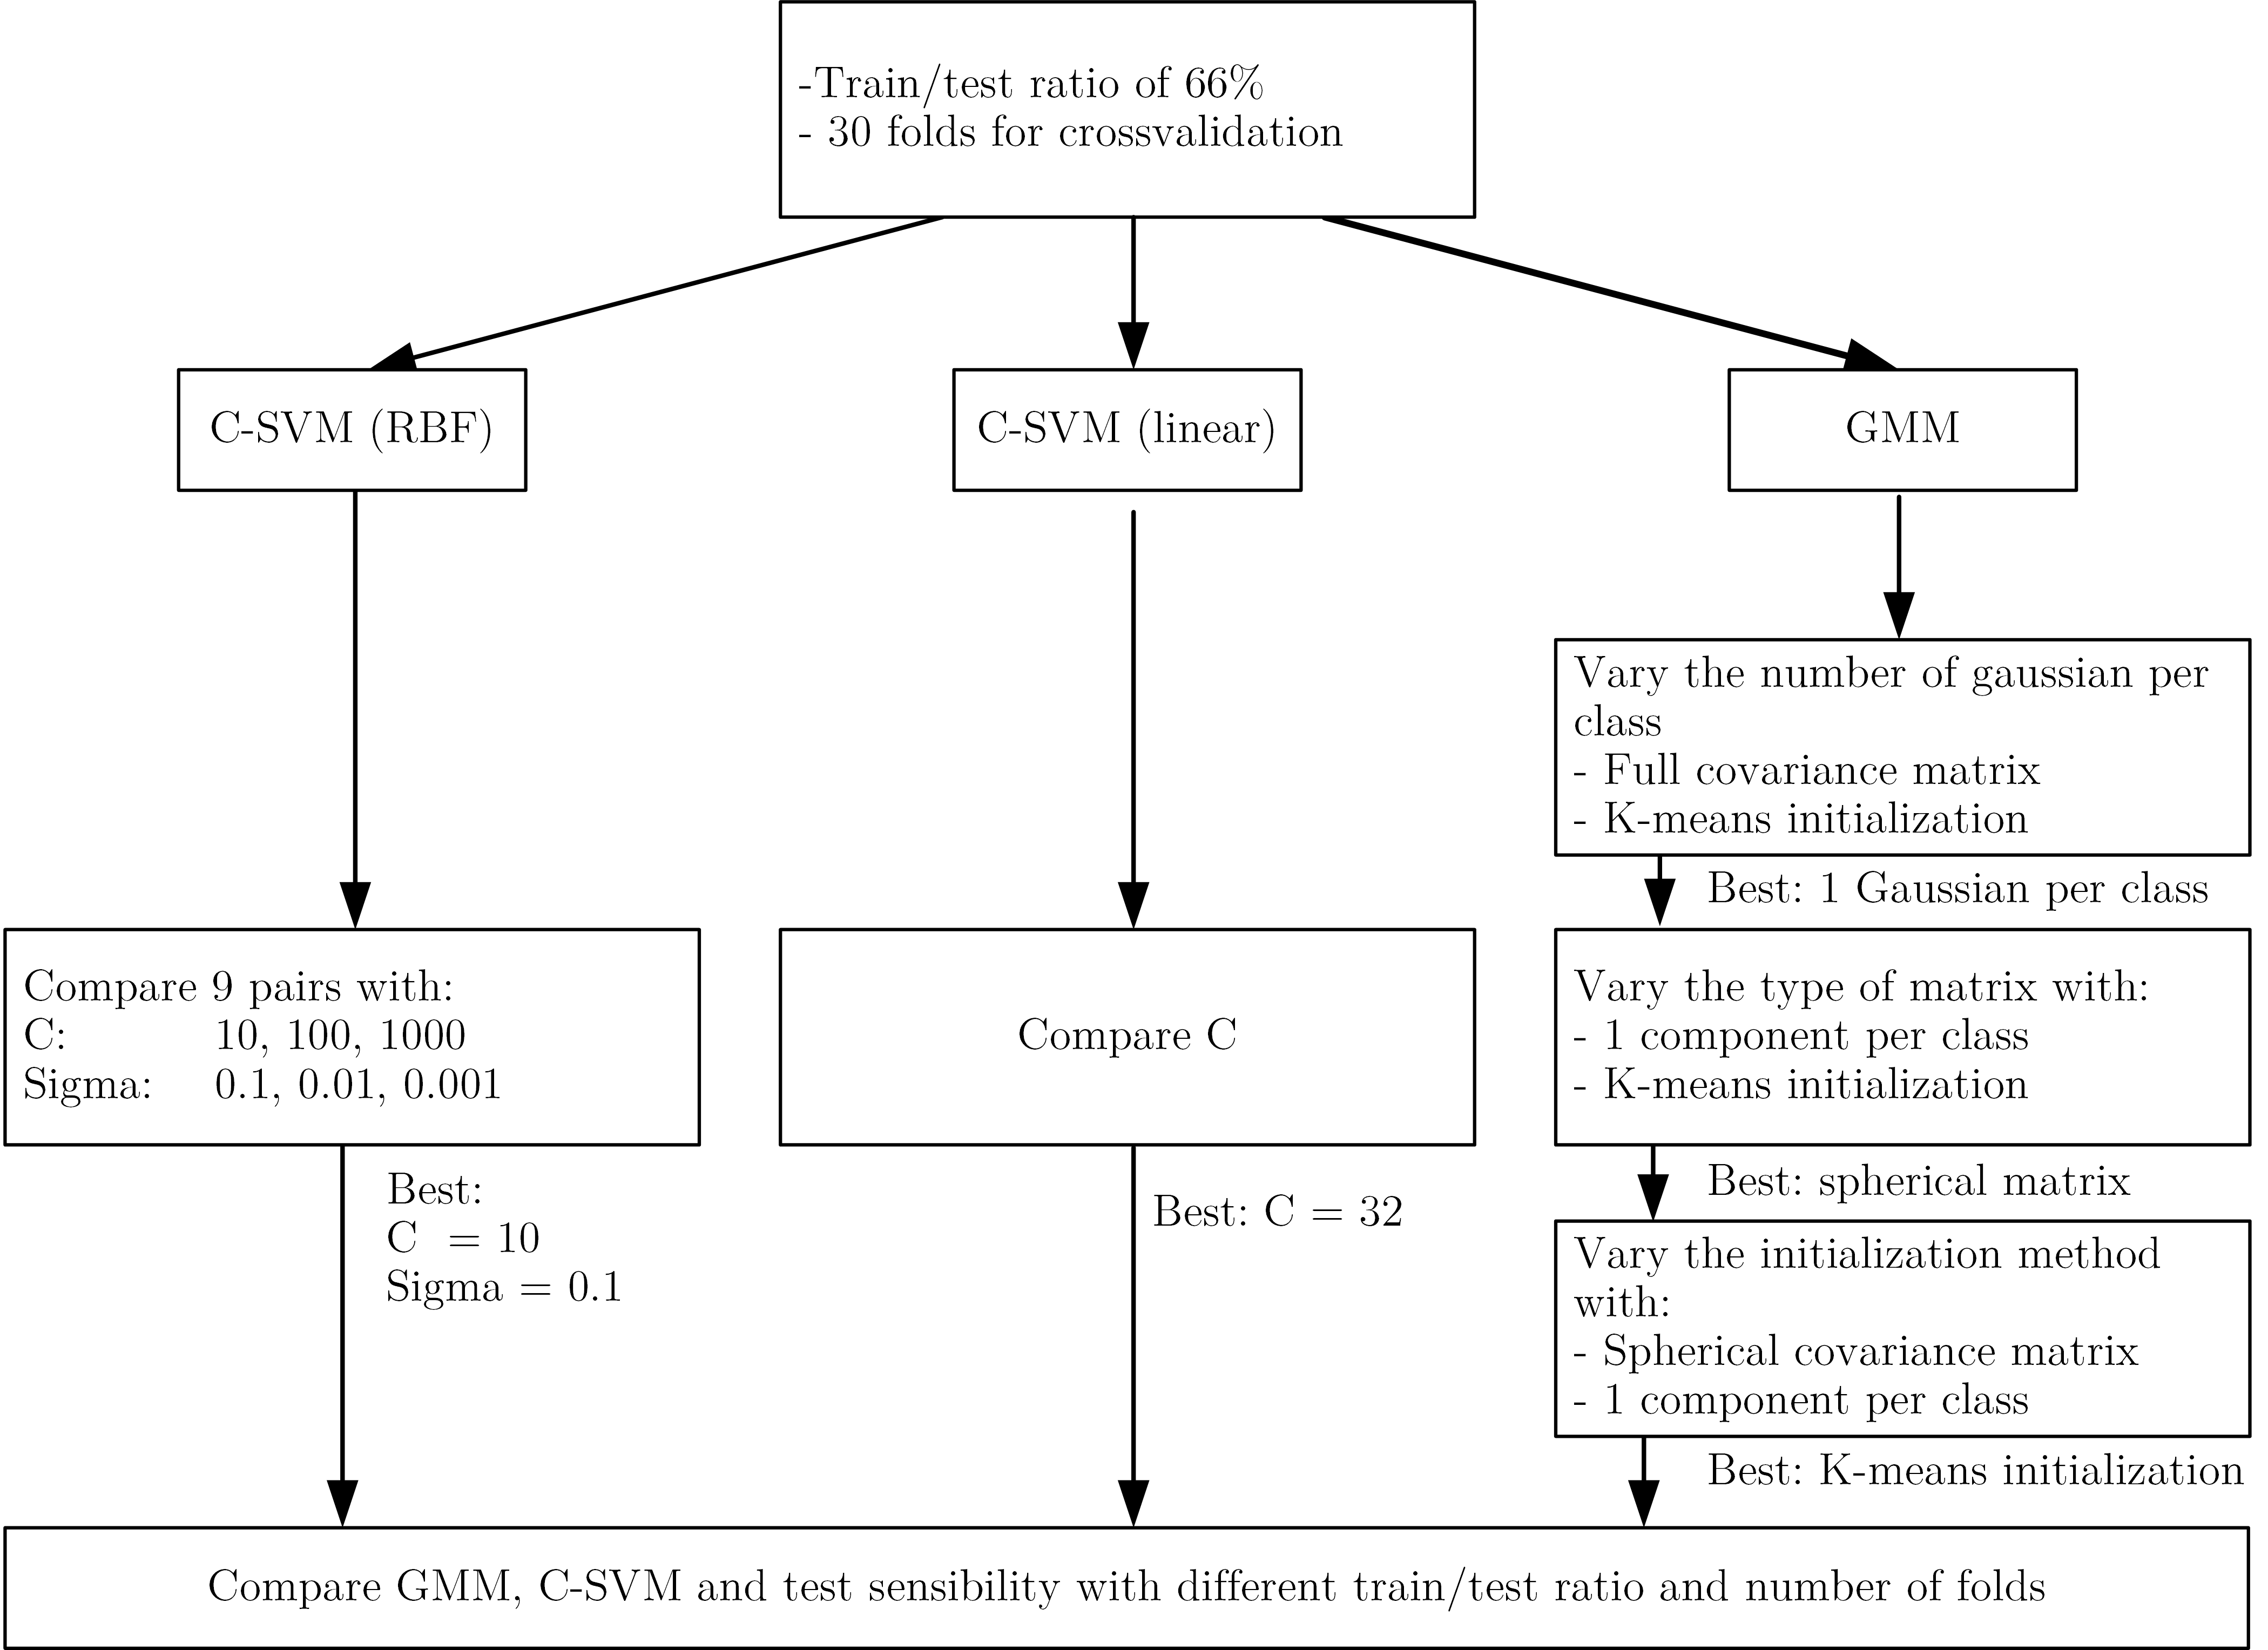 -Train/test ratio of 66%
- 30 folds for crossvalidation
C-SVM (RBF)
C-SVM (linear)
GMM
Vary the number of gaussian per
class
- Full covariance matrix
- K-means initialization
Best: 1 Gaussian per class
Compare 9 pairs with:
C: 10, 100, 1000
Sigma: 0.1, 0.01, 0.001
Compare C
Vary the type of matrix with:
- 1 component per class
- K-means initialization
Best:
C = 10
Sigma = 0.1
Best: C = 32
Best: spherical matrix
Vary the initialization method
with:
- Spherical covariance matrix
- 1 component per class
Best: K-means initialization
Compare GMM, C-SVM and test sensibility with different train/test ratio and number of folds